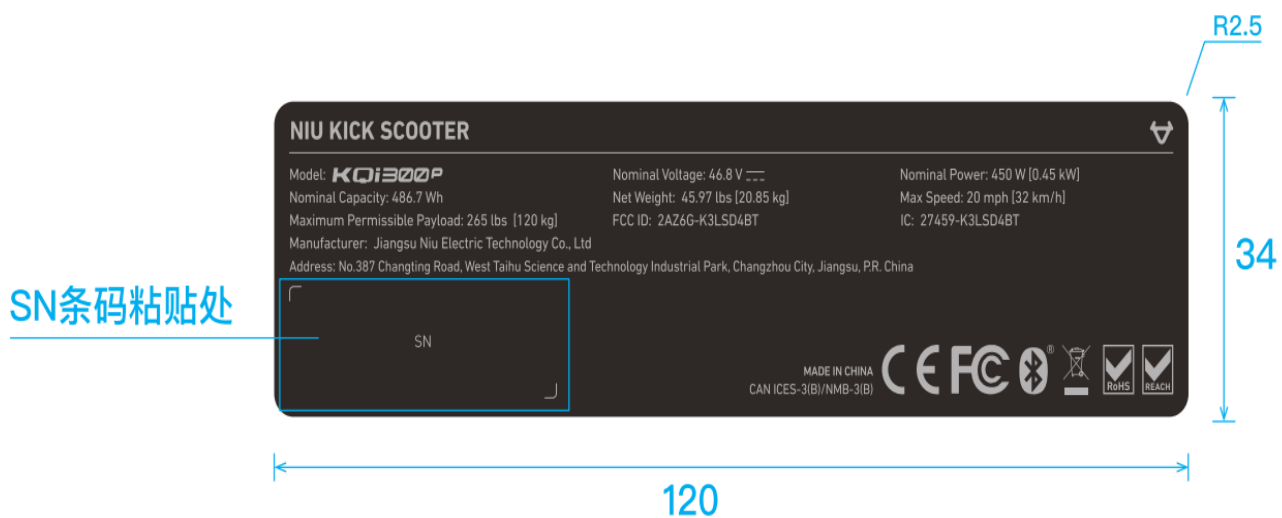 R2.5
NIU KICK SCOOTER
Model: KQi300P
Nominal Voltage: 46.8 V
Nominal Power: 450 W [0.45 kW]
Nominal Capacity: 486.7 Wh
Net Weight: 45.97 lbs [20.85 kg]
Max Speed: 20 mph [32 km/h]
Maximum Permissible Payload: 265 lbs [120 kg]
FCC ID: 2AZ6G-K3LSD4BT
IC: 27459-K3LSD4BT
Manufacturer: Jiangsu Niu Electric Technology Co., Ltd
Address: No.387 Changting Road, West Taihu Science and Technology Industrial Park, Changzhou City, Jiangsu, P.R. China
34
SN条码粘贴处
SN
MADE IN CHINA
CAN ICES-3(B)/NMB-3(B)
CE FC ® RoHS REACH
120